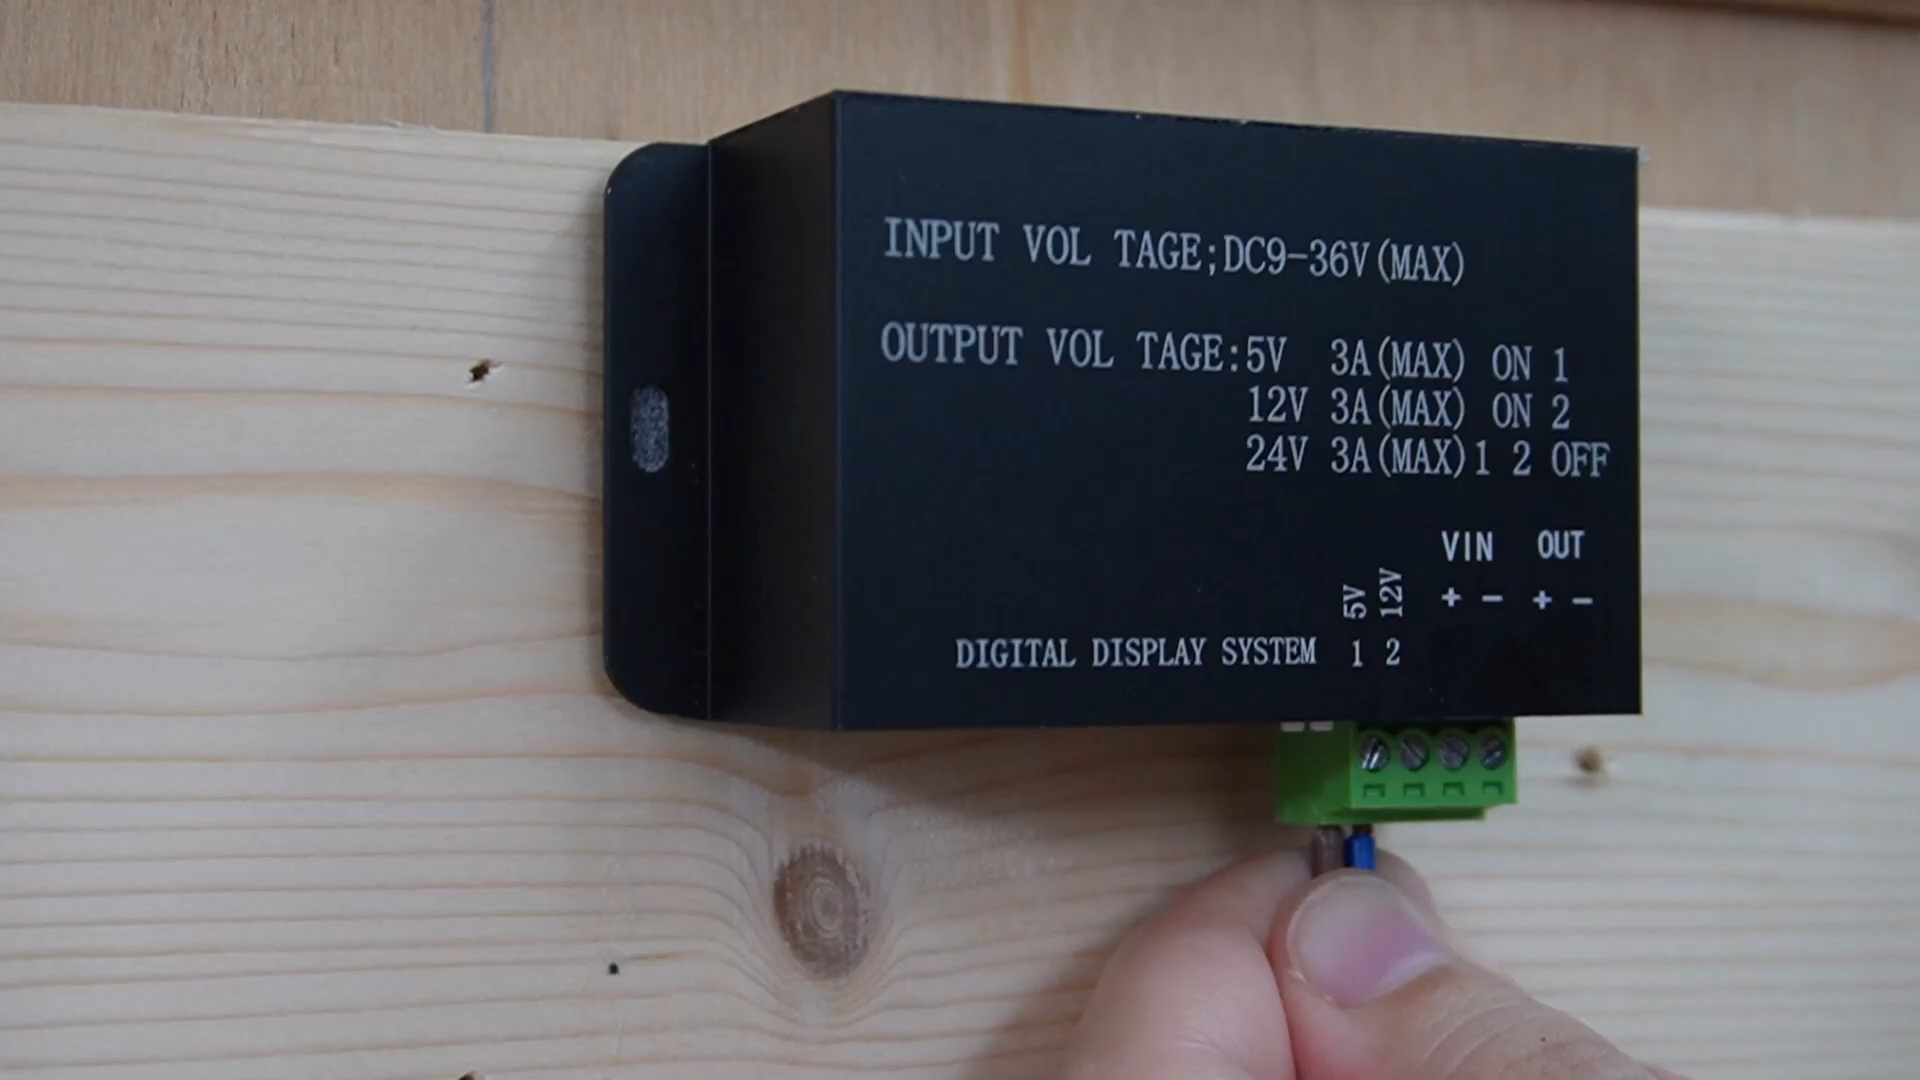 INPUT VOL TAGE;DC9-36V(MAX)
OUTPUT VOL TAGE:5V 3A(MAX) ON 1
12V 3A(MAX) ON 2
24V 3A(MAX)1 2 OFF
VIN OUT
5V 12V + - + -
DIGITAL DISPLAY SYSTEM 1 2